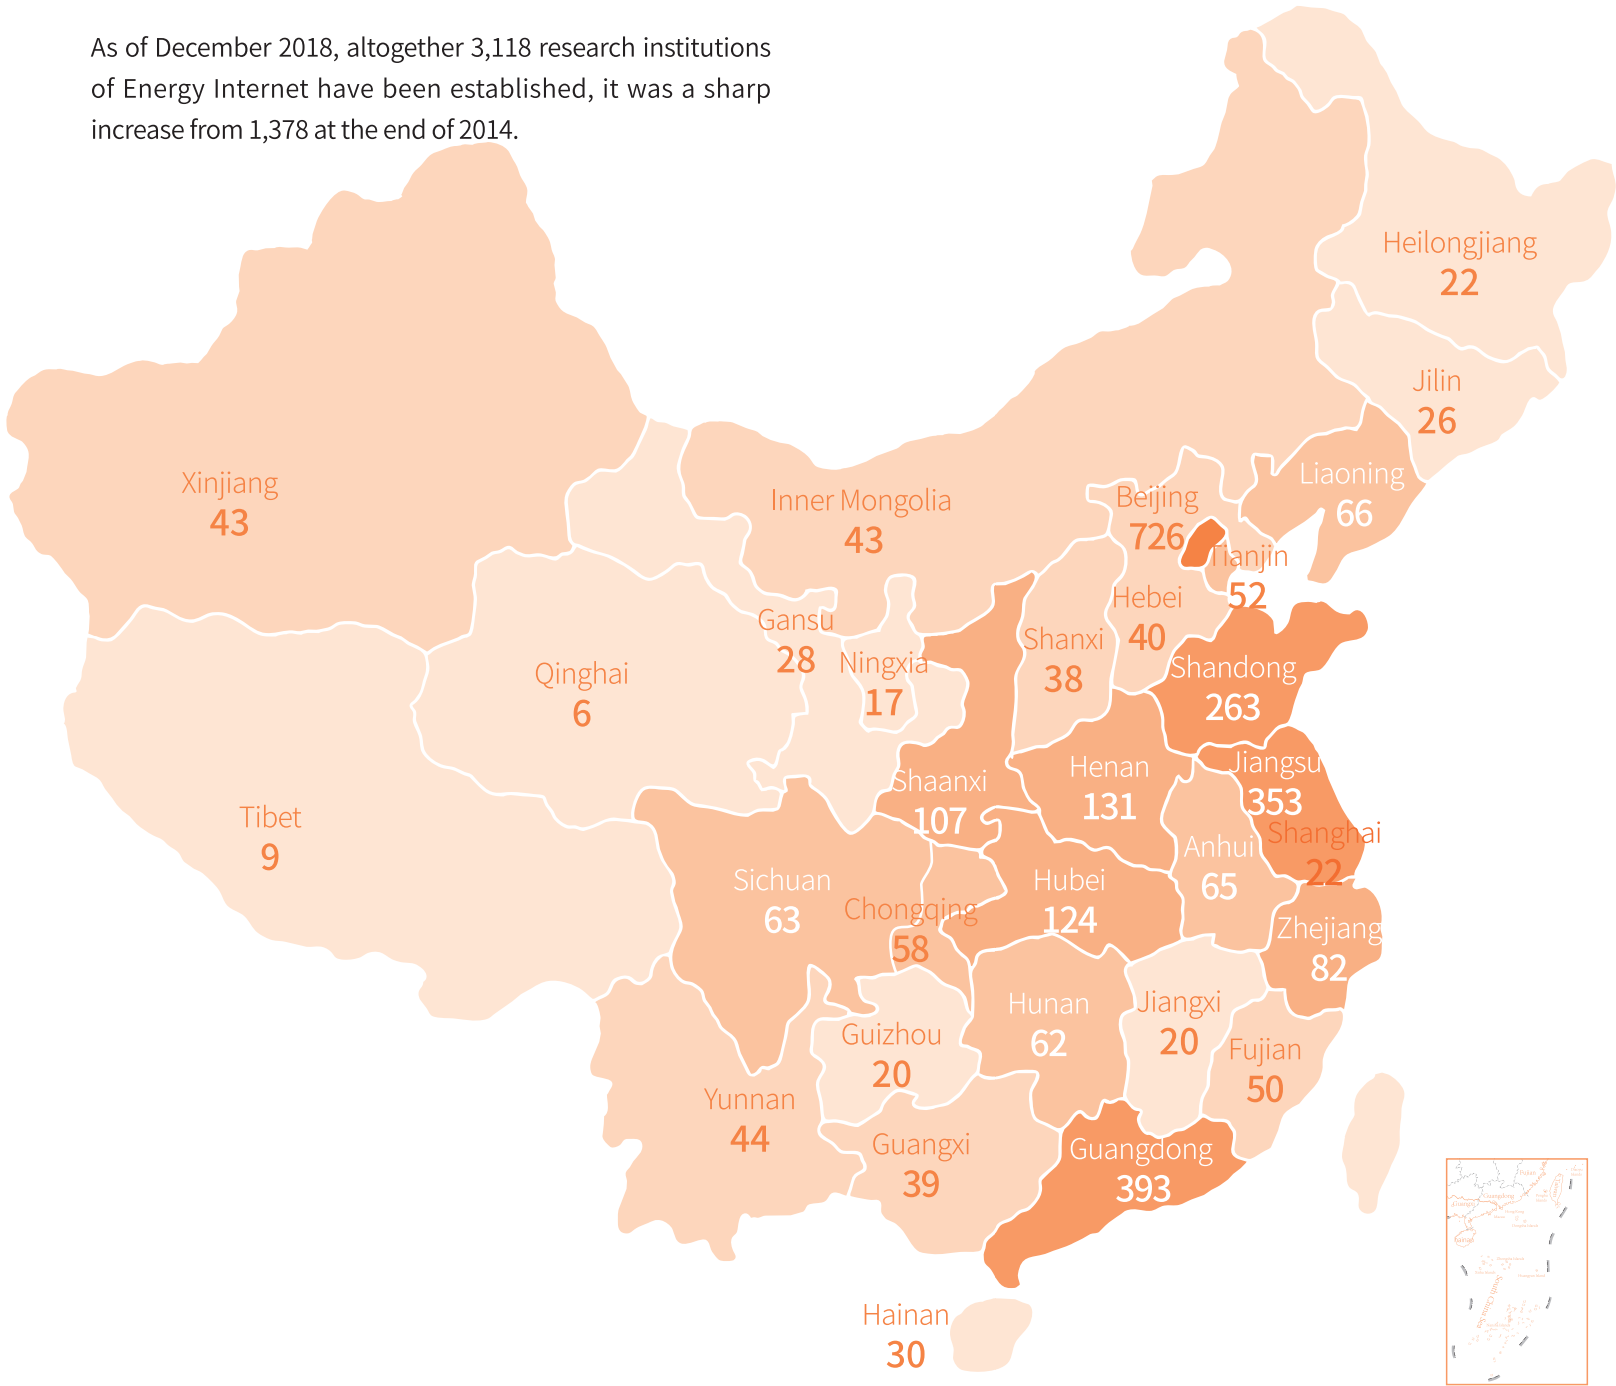 As of December 2018, altogether 3,118 research institutions
of Energy Internet have been established, it was a sharp
increase from 1,378 at the end of 2014.
Heilongjiang
22
Jilin
26
Liaoning
66
Xinjiang
43
Inner Mongolia
43
Beijing
726
Tianjin
52
Hebei
40
Gansu
28
Ningxia
17
Shanxi
38
Shandong
263
Qinghai
6
Shaanxi
107
Henan
131
Jiangsu
353
Shanghai
22
Tibet
9
Sichuan
63
Chongqing
58
Hubei
124
Anhui
65
Zhejiang
82
Hunan
62
Jiangxi
20
Guizhou
20
Fujian
50
Yunnan
44
Guangxi
39
Guangdong
393
Hainan
30
Guangdong
South China Sea